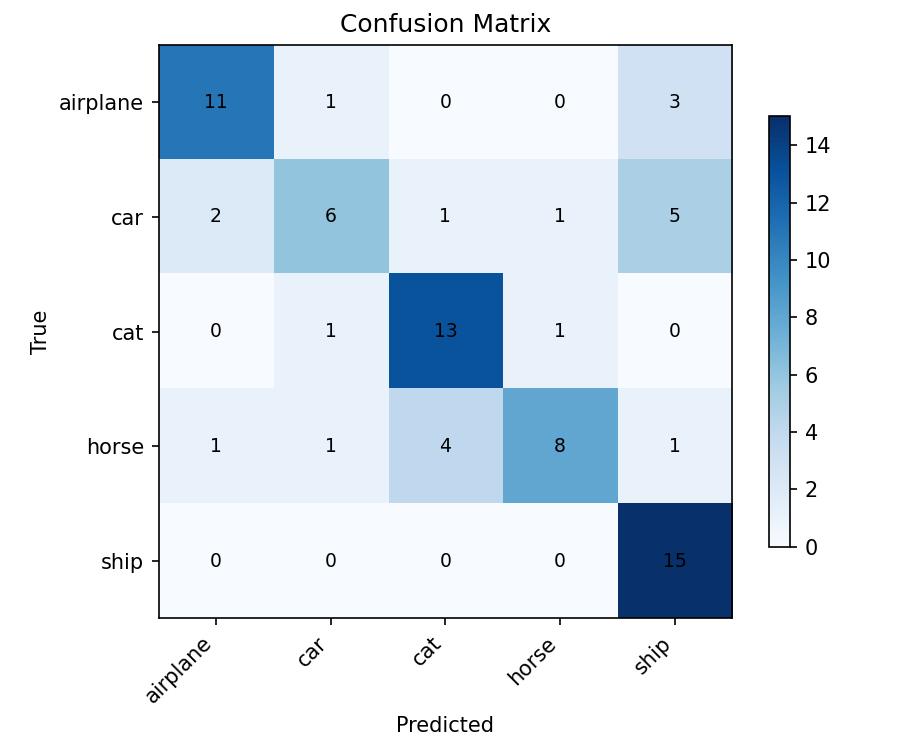 Confusion Matrix
airplane 11 1 0 0 3
car 2 6 1 1 5
cat 0 1 13 1 0
horse 1 1 4 8 1
ship 0 0 0 0 15
airplane car cat horse ship
Predicted
True
14
12
10
8
6
4
2
0